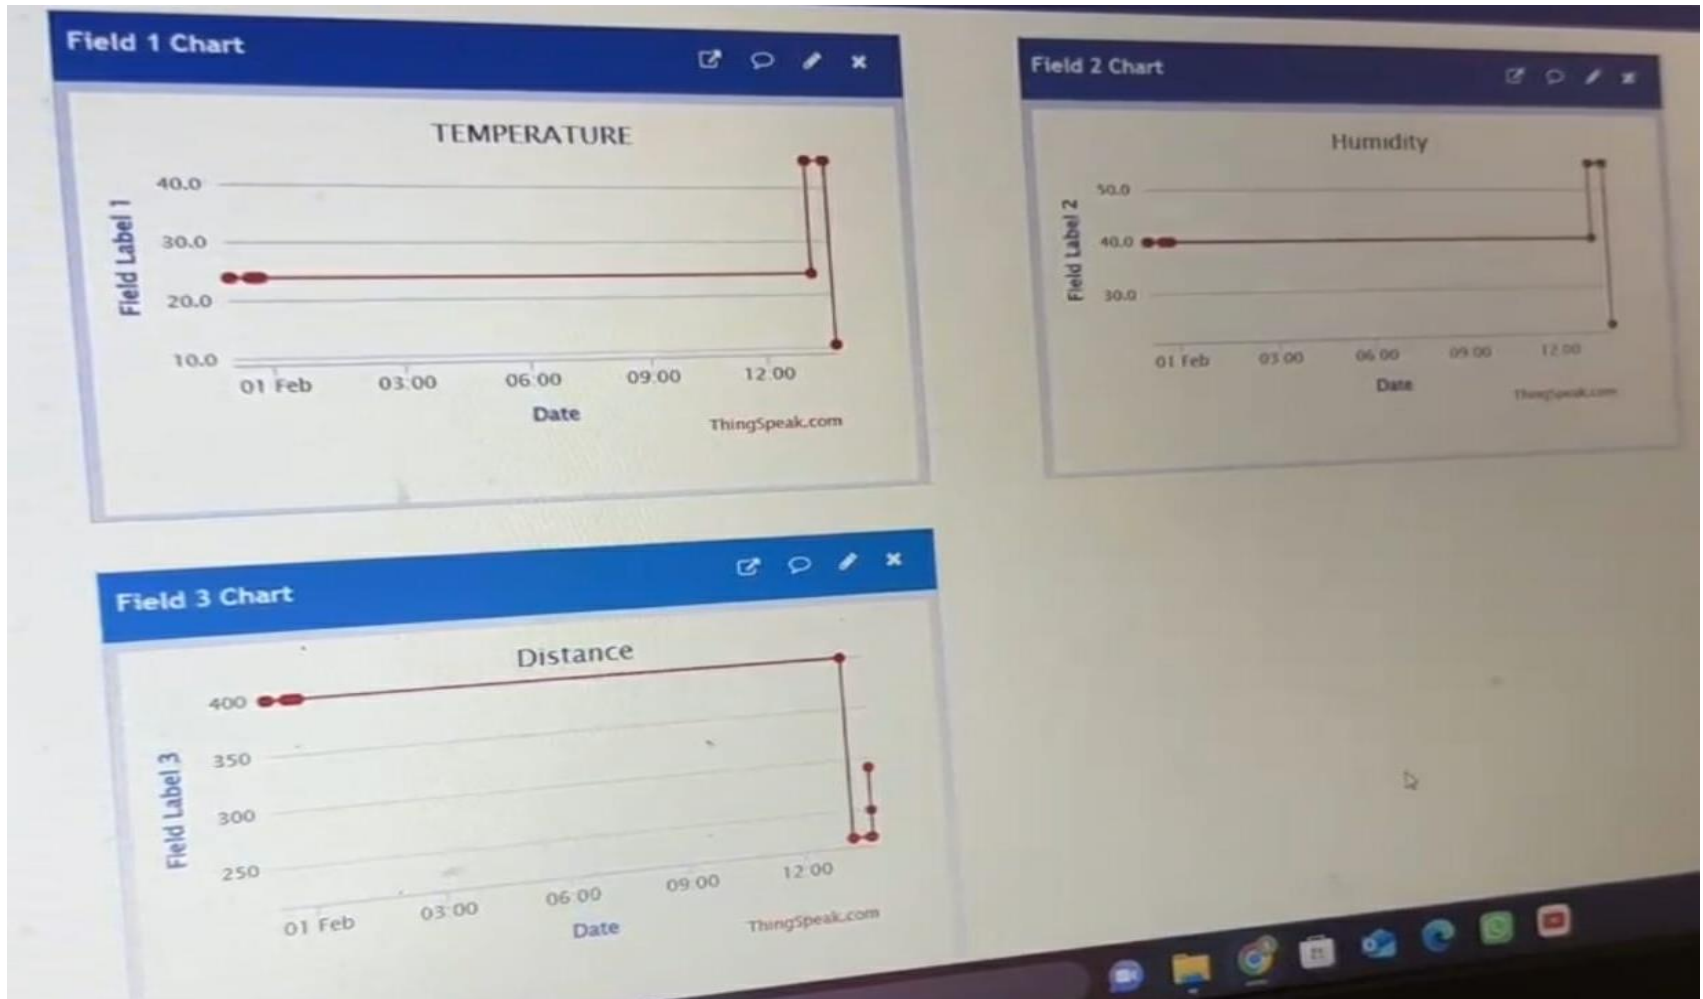 Field 1 Chart
TEMPERATURE
Field Label 1
40.0
30.0
20.0
10.0
01 Feb
03:00
06:00
09:00
12:00
Date
ThingSpeak.com
Field 2 Chart
Humidity
Field Label 2
50.0
40.0
30.0
01 Feb
03:00
06:00
09:00
12:00
Date
ThingSpeak.com
Field 3 Chart
Distance
Field Label 3
400
350
300
250
01 Feb
03:00
06:00
09:00
12:00
Date
ThingSpeak.com